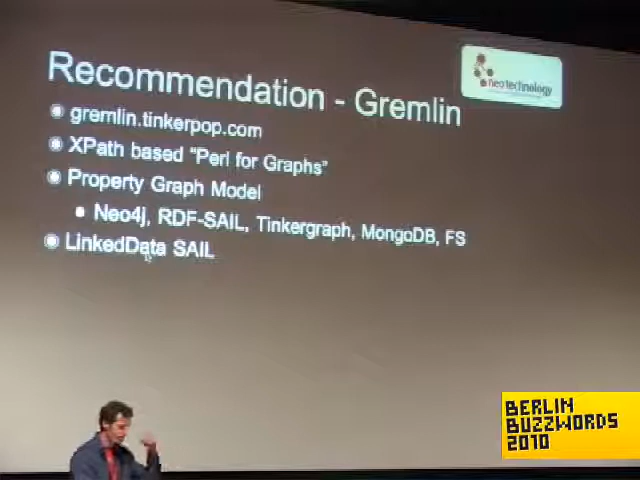 Recommendation - Gremlin
neotechnology
gremlin.tinkerpop.com
XPath based "Perl for Graphs"
Property Graph Model
Neo4j, RDF-SAIL, Tinkergraph, MongoDB, FS
LinkedData SAIL
BERLIN
BUZZWORDS
2010